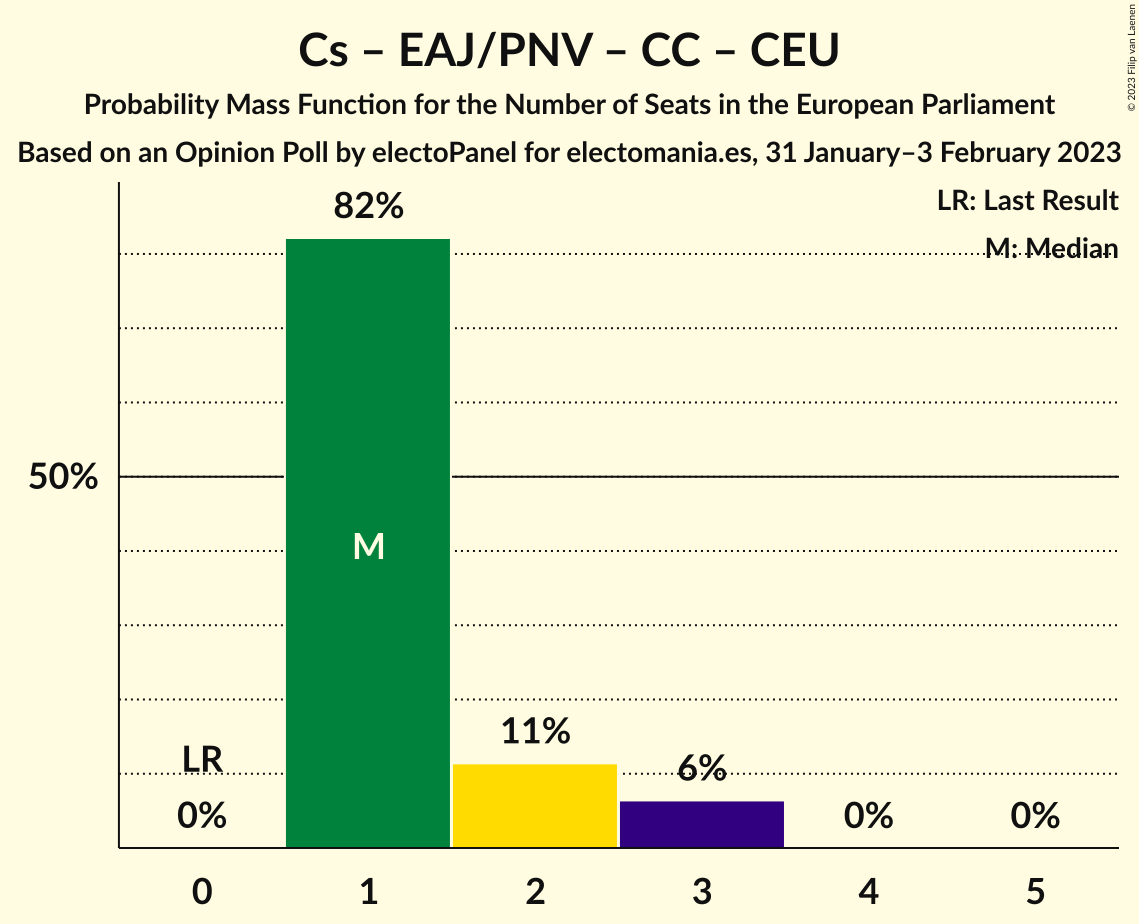 Cs – EAJ/PNV – CC – CEU
Probability Mass Function for the Number of Seats in the European Parliament
Based on an Opinion Poll by electoPanel for electomania.es, 31 January–3 February 2023
© 2023 Filip van Laenen
LR: Last Result
M: Median
82%
50%
M
11%
LR
6%
0%
0%
0%
0 1 2 3 4 5